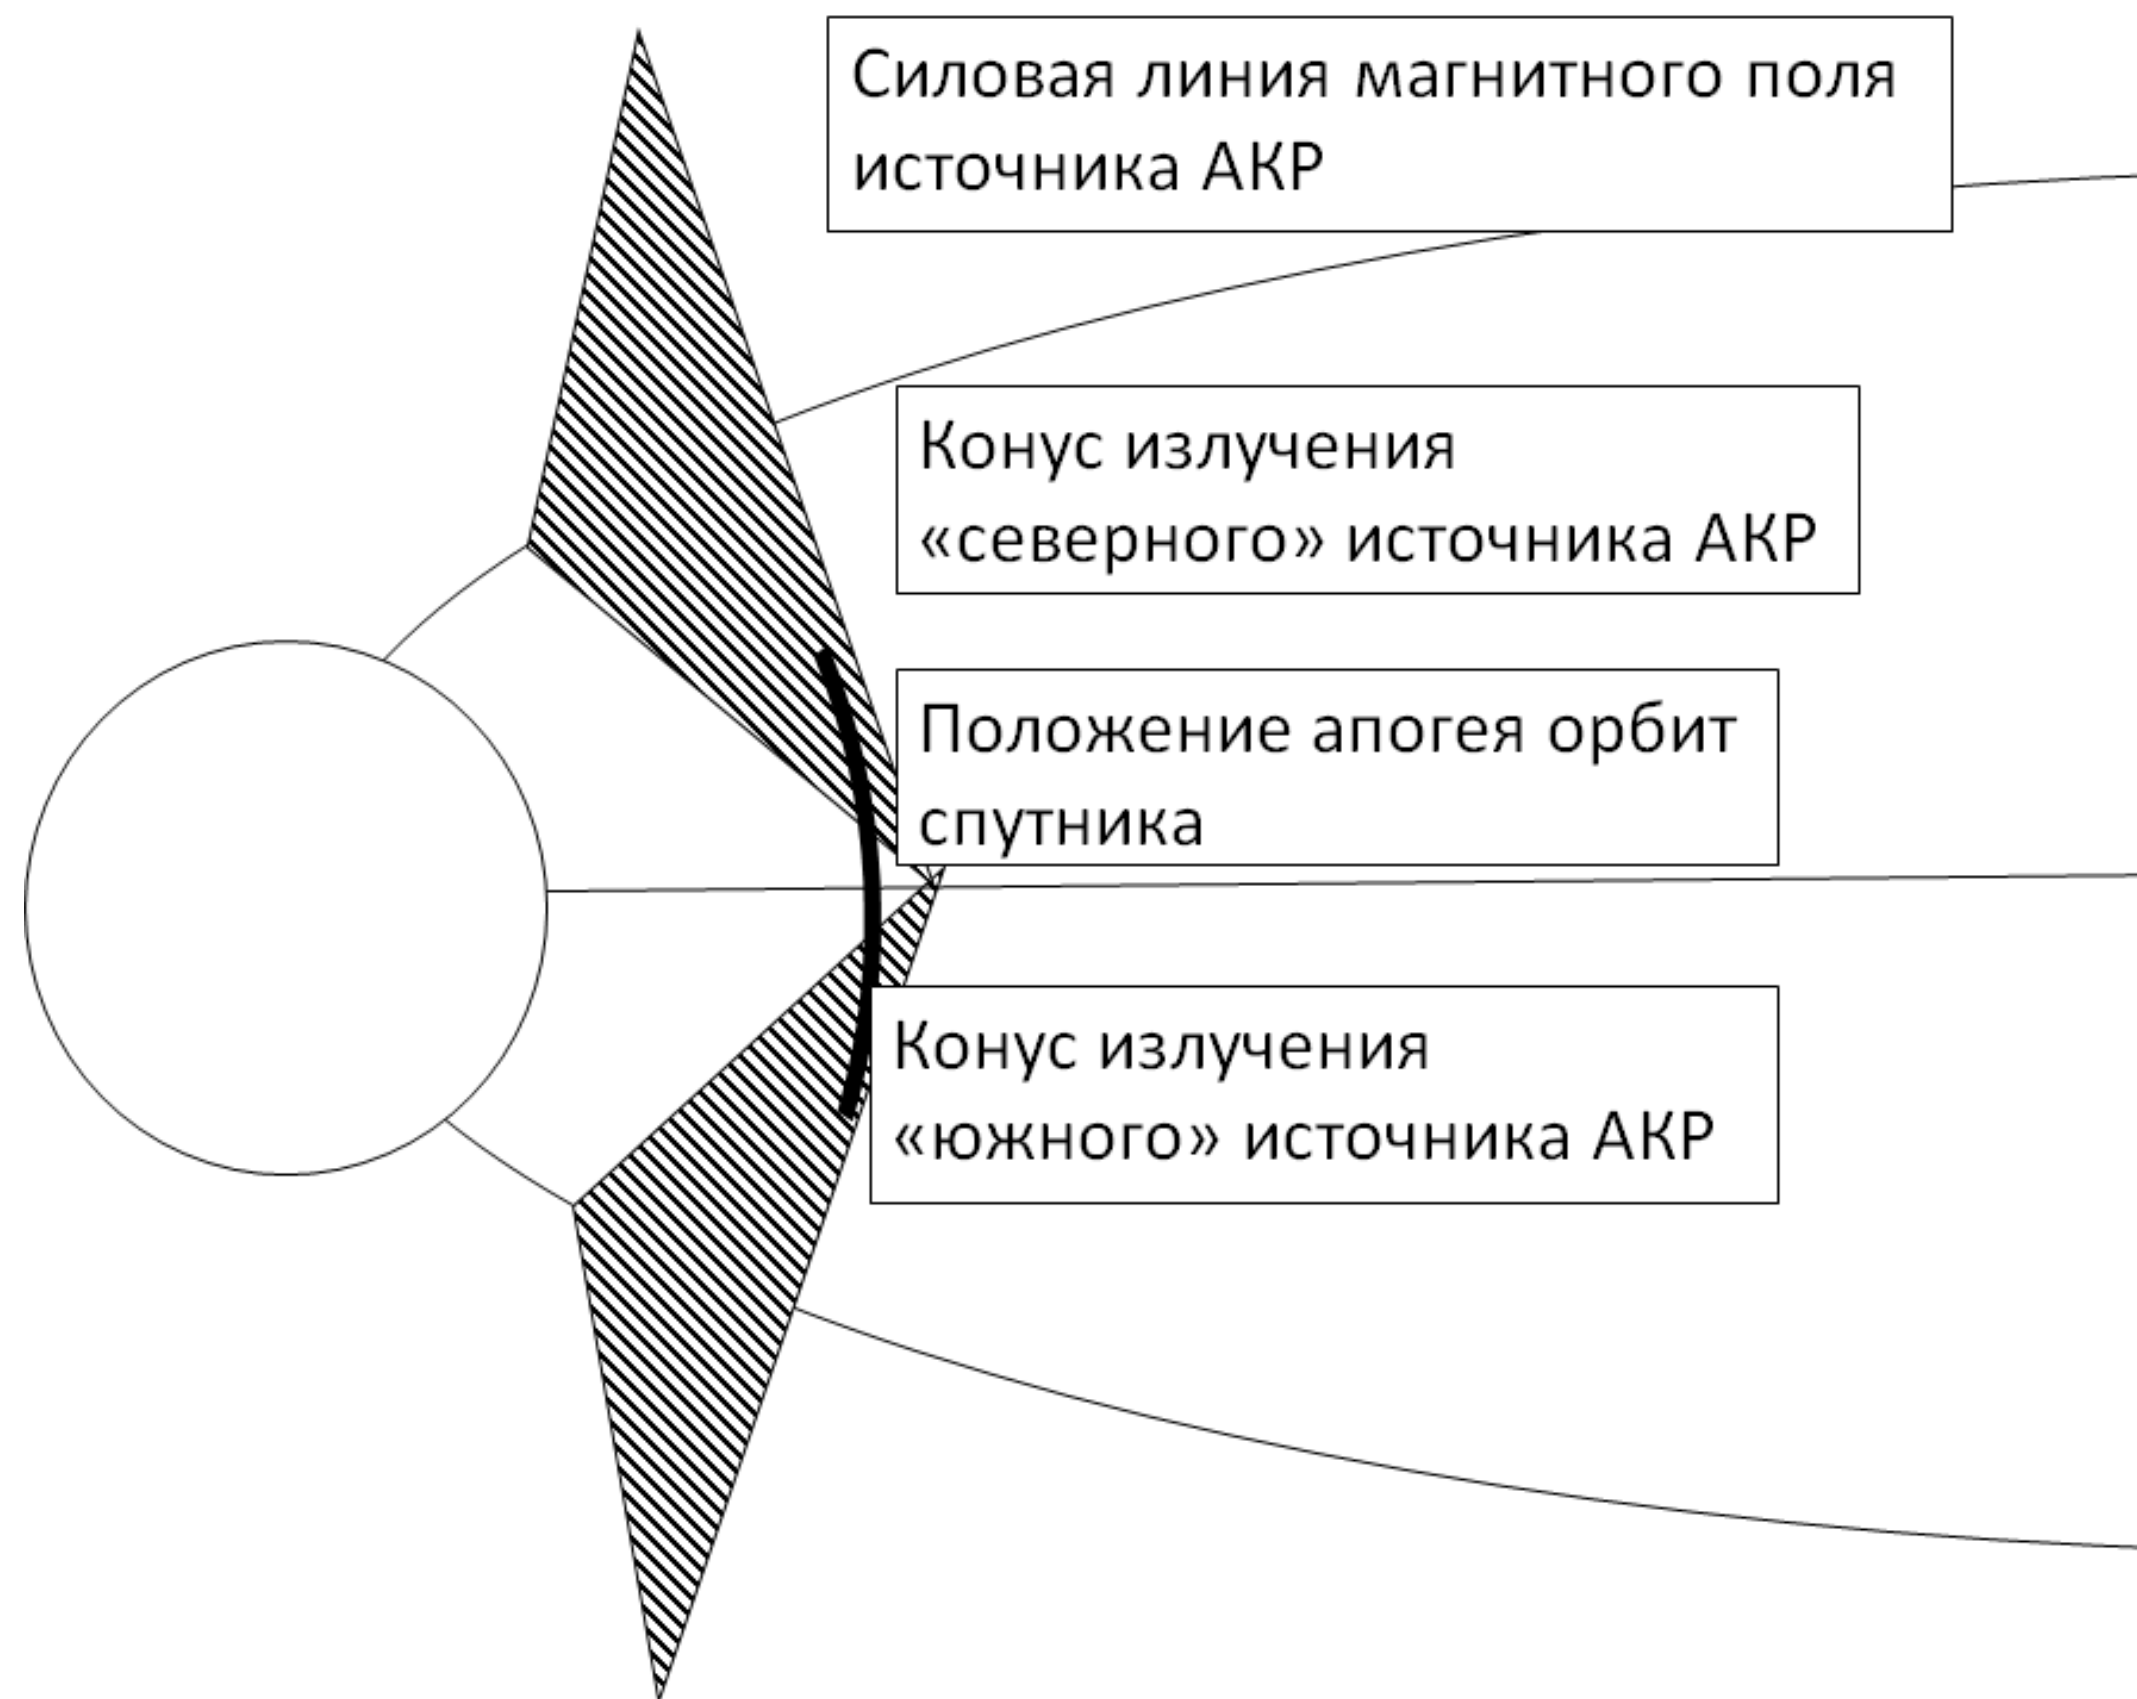 Силовая линия магнитного поля
источника АКР
Конус излучения
«северного» источника АКР
Положение апогея орбит
спутника
Конус излучения
«южного» источника АКР